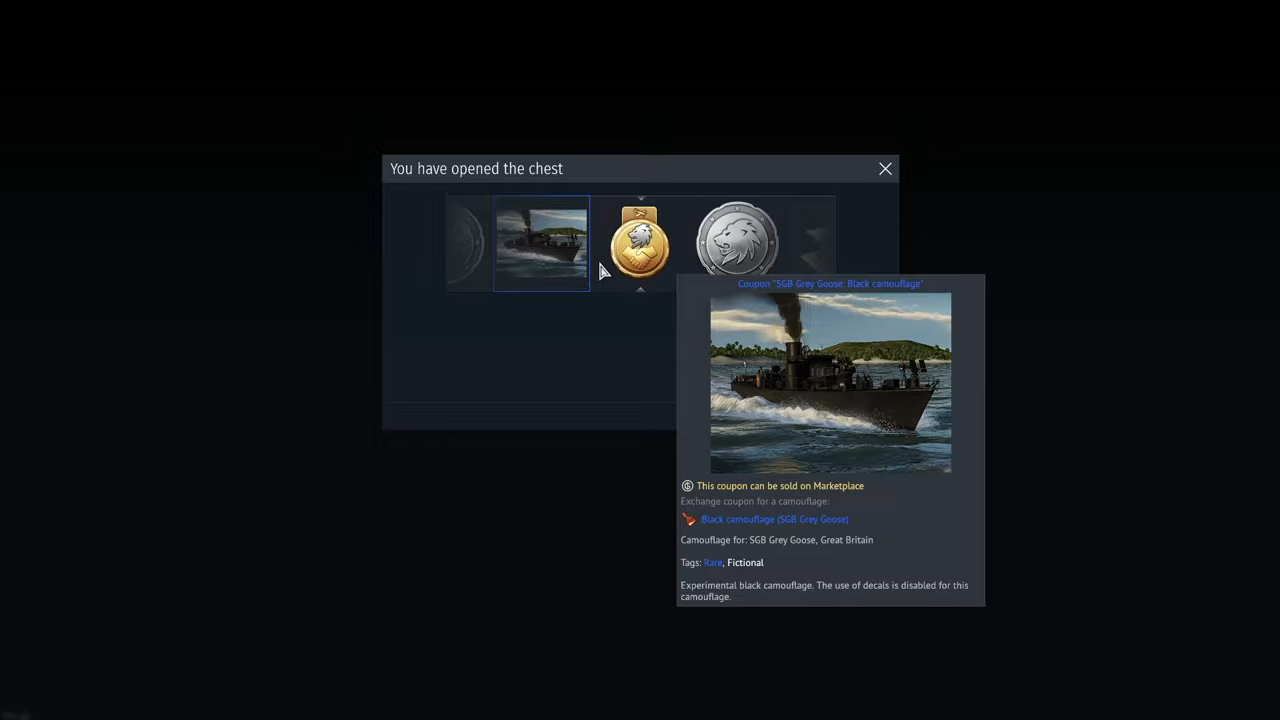 You have opened the chest
Coupon "SGB Grey Goose: Black camouflage"
This coupon can be sold on Marketplace
Exchange coupon for a camouflage:
Black camouflage (SGB Grey Goose)
Camouflage for: SGB Grey Goose, Great Britain
Tags: Rare, Fictional
Experimental black camouflage. The use of decals is disabled for this
camouflage.